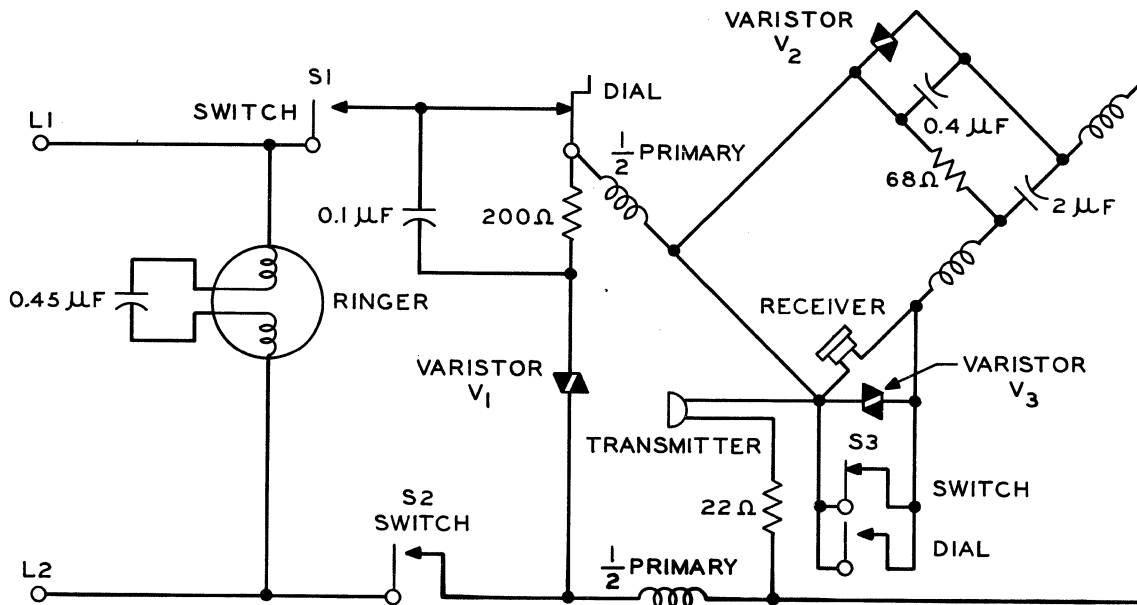 VARISTOR
V2
S1
SWITCH
DIAL
L1
1/2 PRIMARY
0.4 μF
68Ω
2 μF
0.1 μF
200Ω
0.45 μF
RINGER
RECEIVER
VARISTOR
V1
VARISTOR
V3
TRANSMITTER
S3
SWITCH
22Ω
S2
SWITCH
DIAL
L2
1/2 PRIMARY